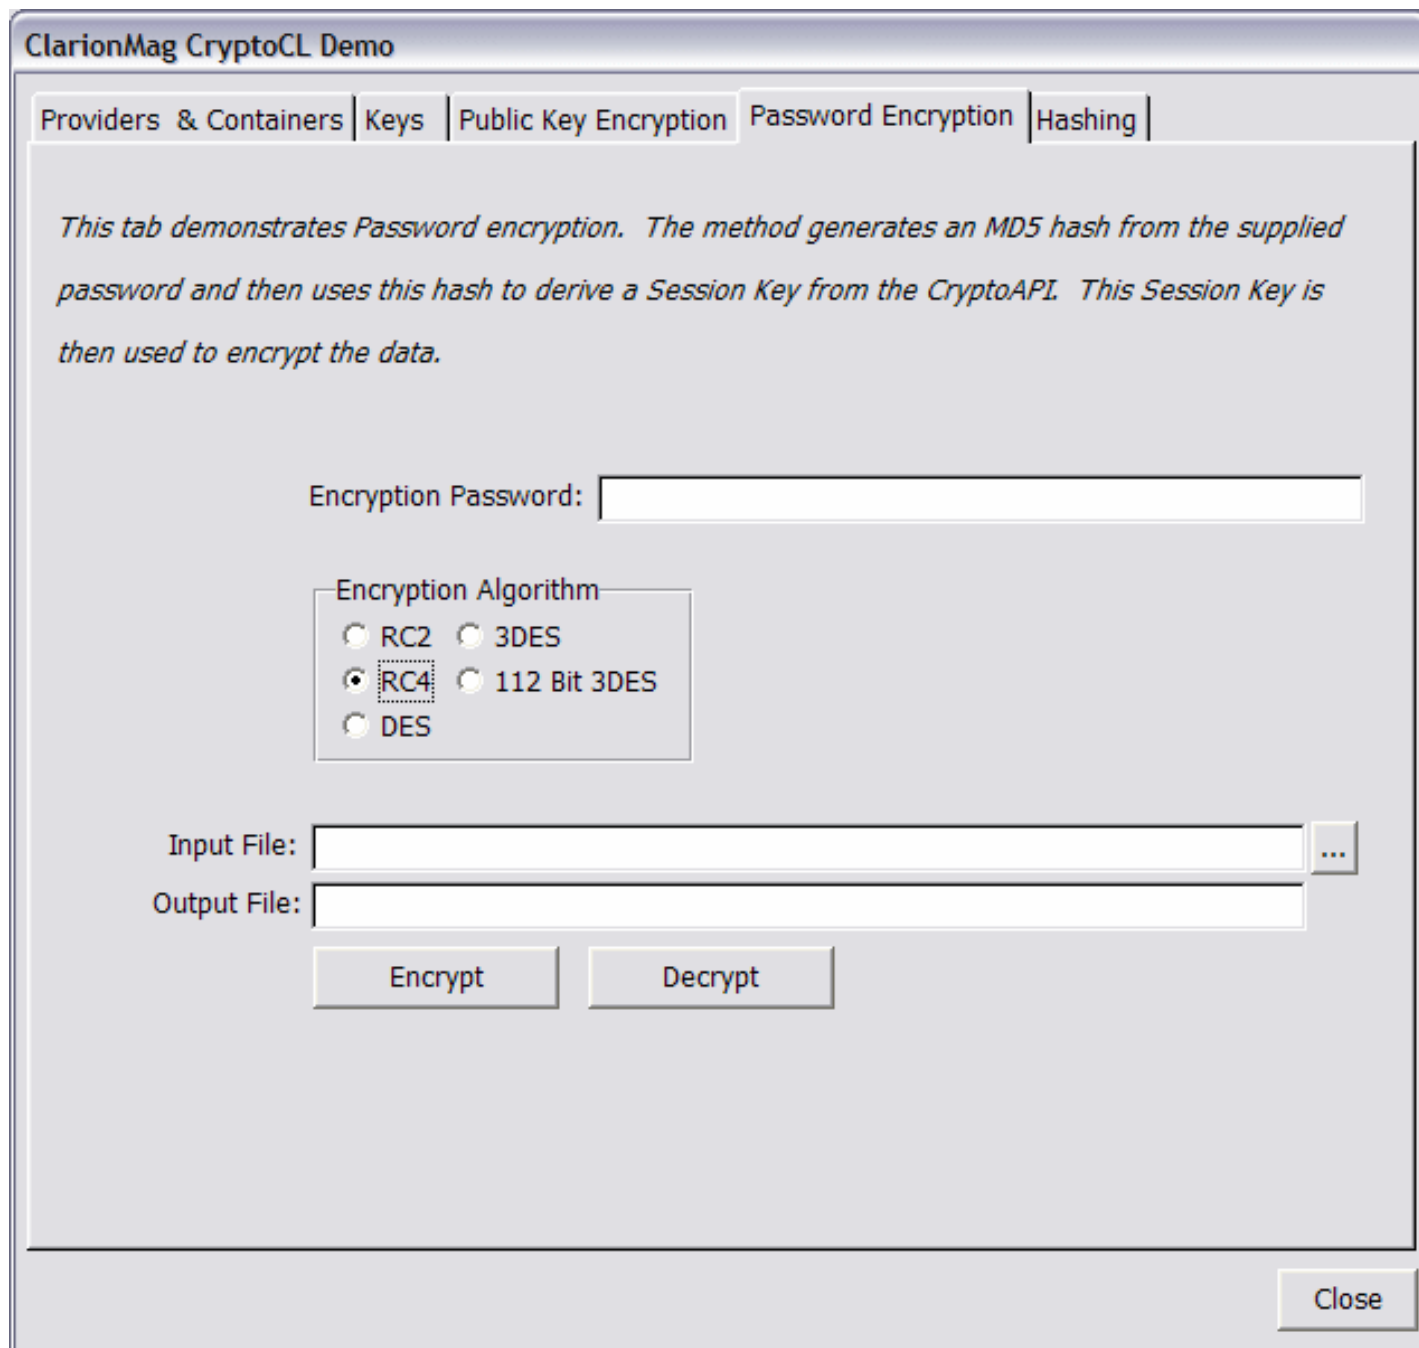 ClarionMag CryptoCL Demo
Providers & Containers Keys Public Key Encryption Password Encryption Hashing
This tab demonstrates Password encryption. The method generates an MD5 hash from the supplied
password and then uses this hash to derive a Session Key from the CryptoAPI. This Session Key is
then used to encrypt the data.
Encryption Password:
Encryption Algorithm
RC2 3DES
RC4 112 Bit 3DES
DES
Input File: ...
Output File:
Encrypt Decrypt
Close